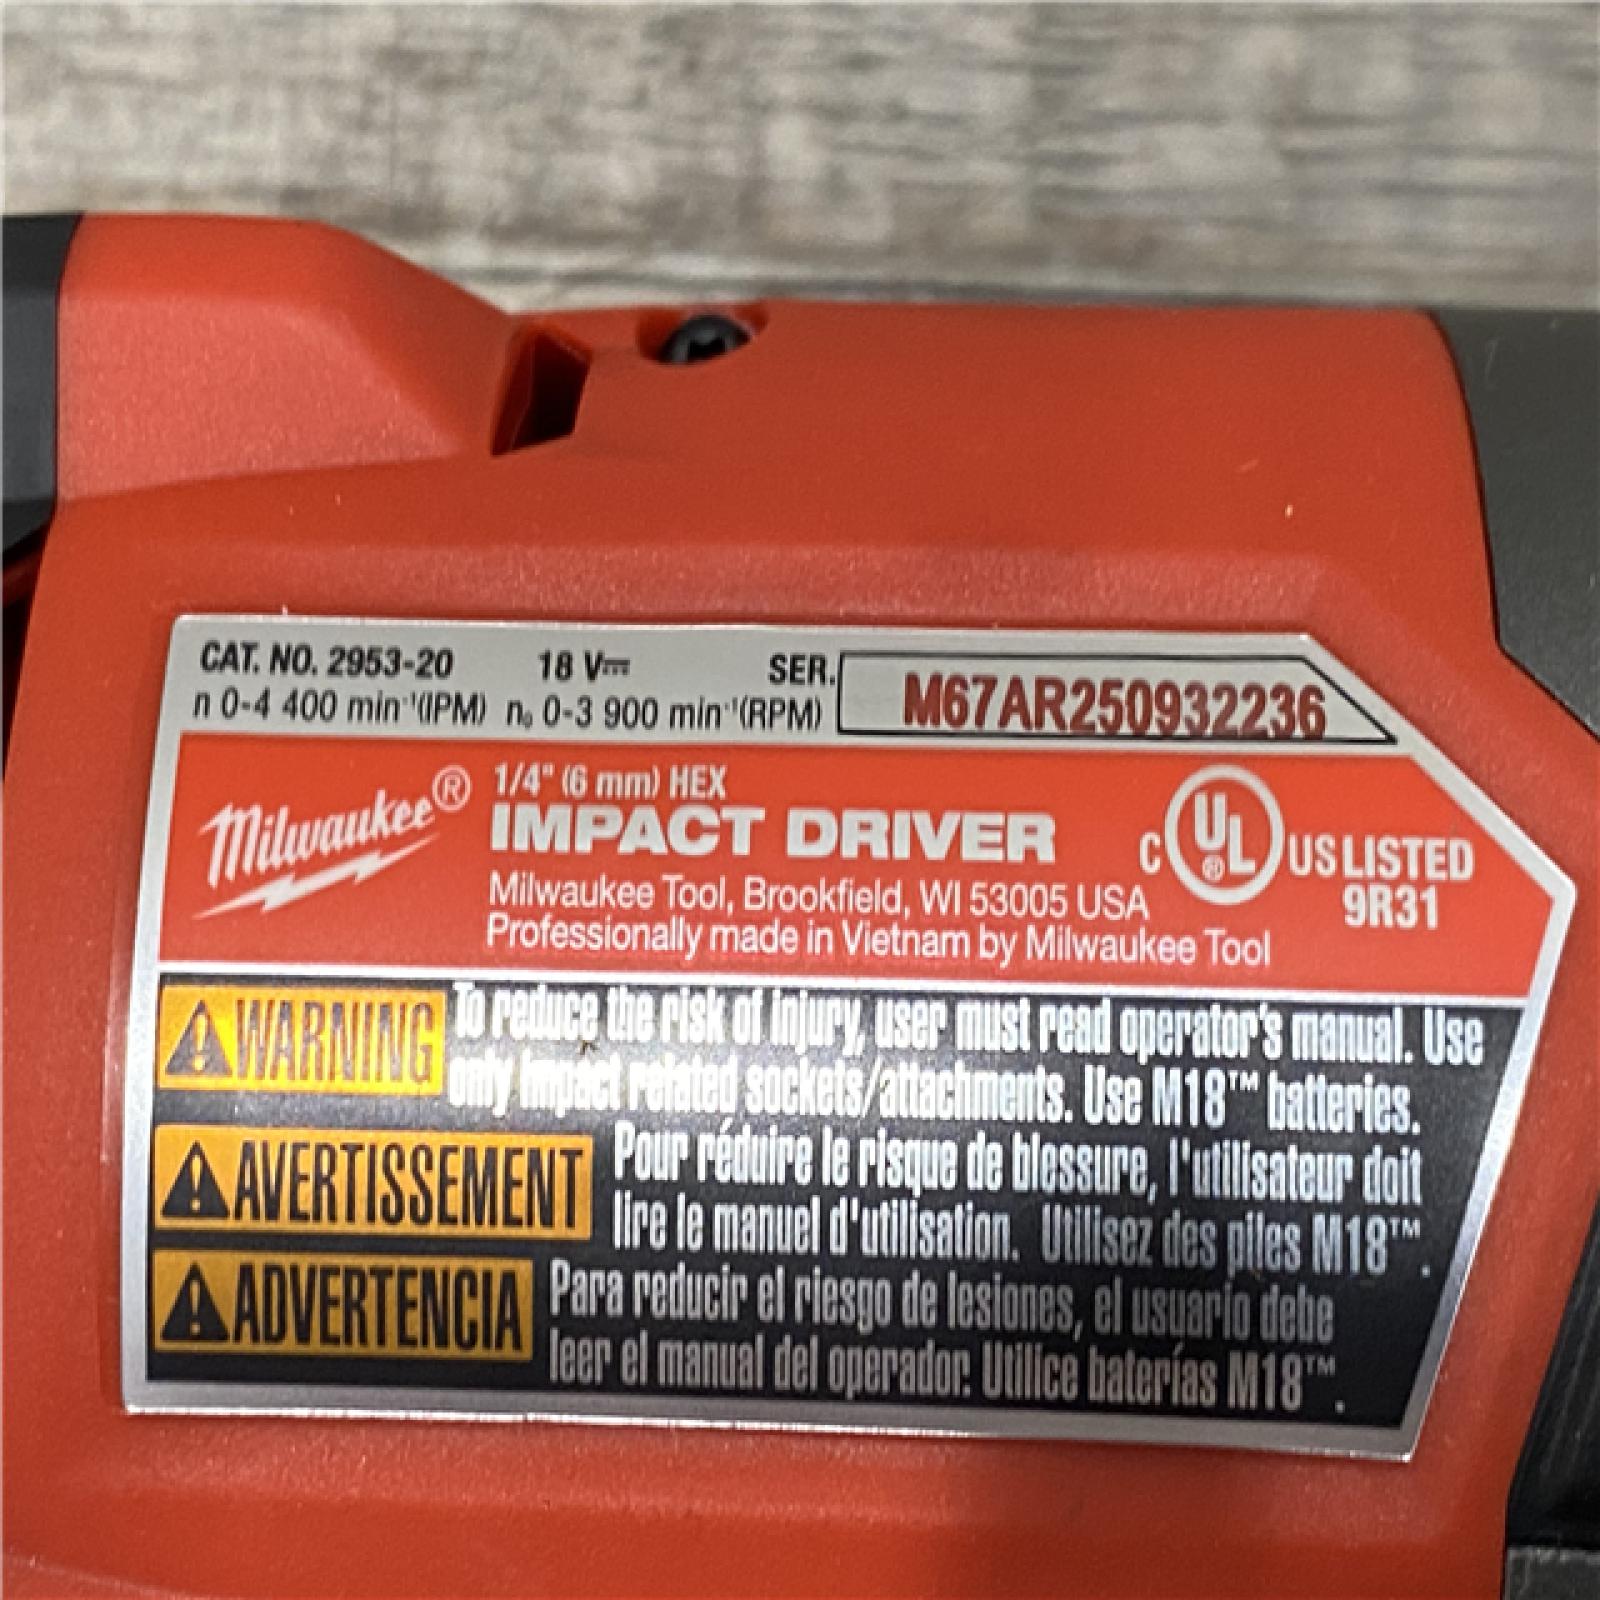 CAT. NO. 2953-20 18 V⎓ SER. M67AR250932236
n 0-4 400 min⁻¹(IPM) n₀ 0-3 900 min⁻¹(RPM)
Milwaukee®
1/4" (6 mm) HEX
IMPACT DRIVER
Milwaukee Tool, Brookfield, WI 53005 USA
Professionally made in Vietnam by Milwaukee Tool
C UL® US LISTED
9R31
WARNING To reduce the risk of injury, user must read operator's manual. Use
only impact related sockets/attachments. Use M18™ batteries.
AVERTISSEMENT Pour réduire le risque de blessure, l'utilisateur doit
lire le manuel d'utilisation. Utilisez des piles M18™.
ADVERTENCIA Para reducir el riesgo de lesiones, el usuario debe
leer el manual del operador. Utilice baterías M18™.